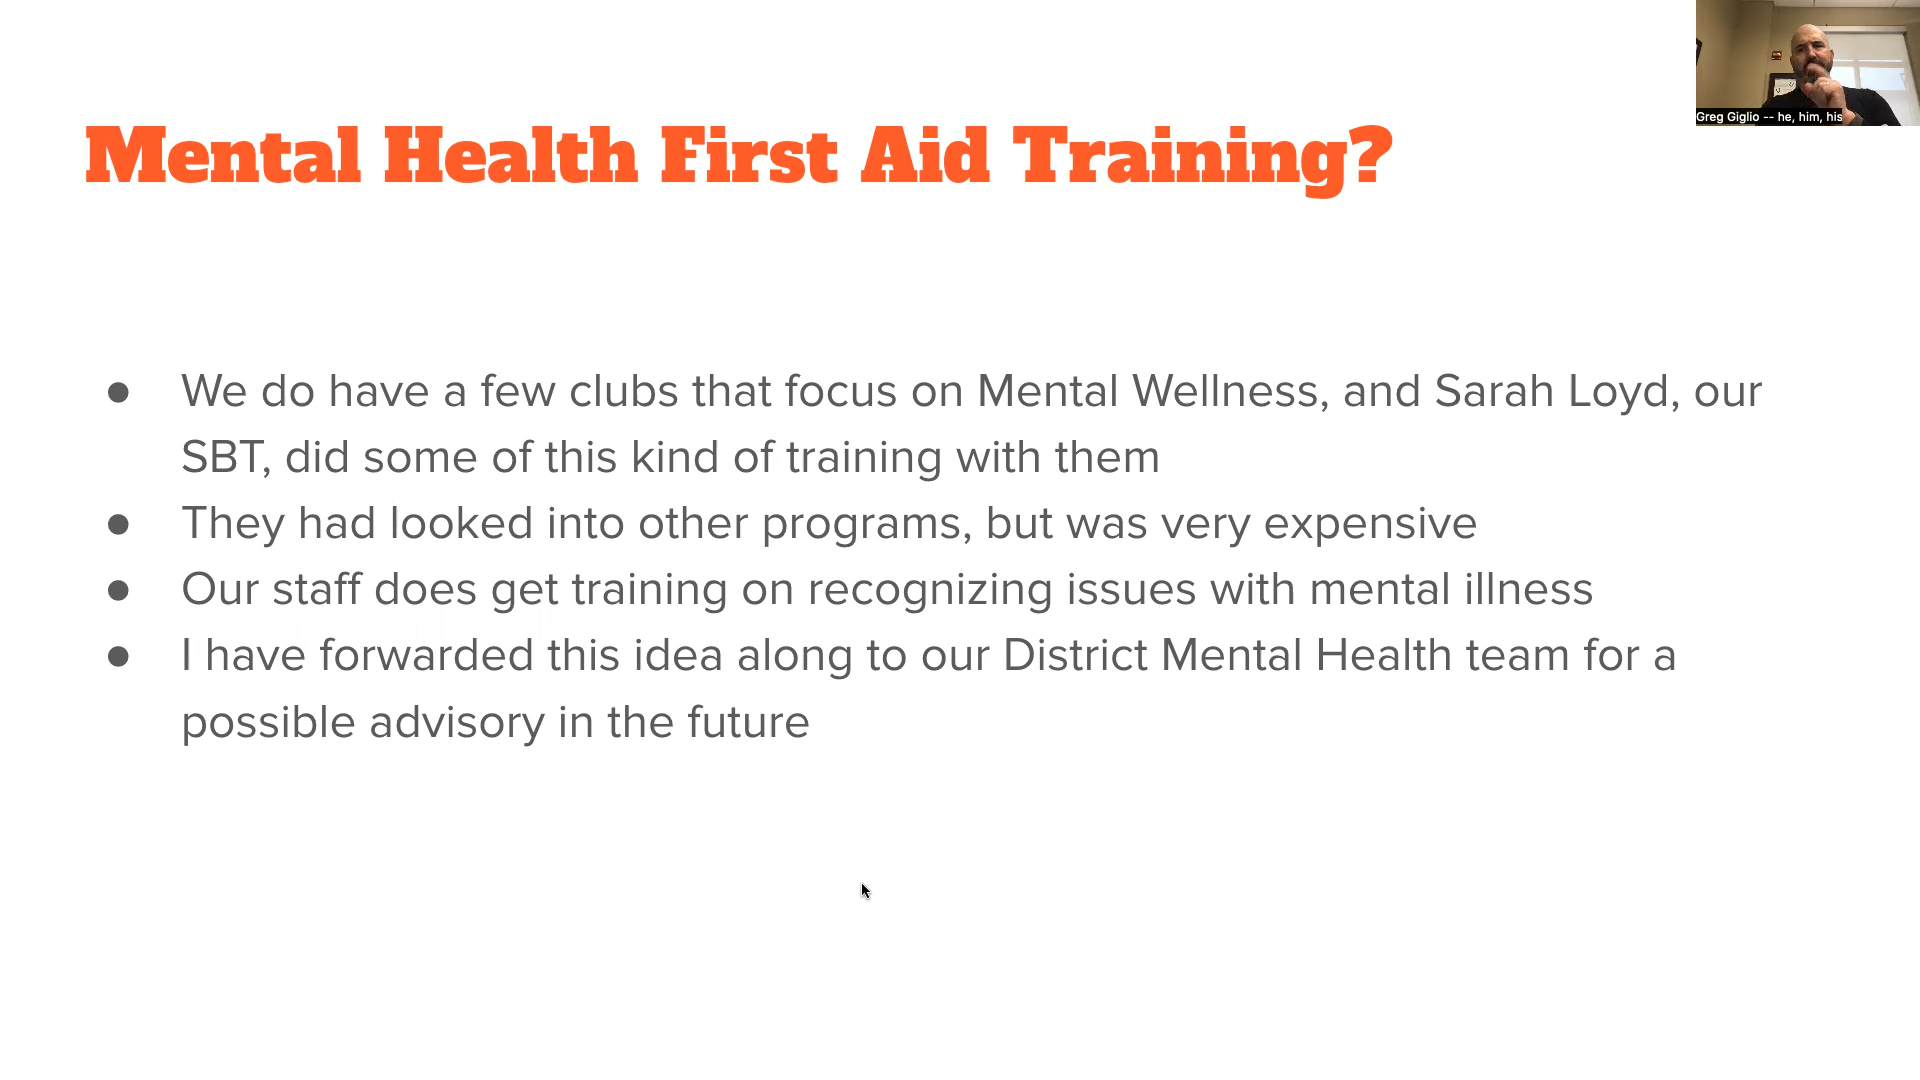 Greg Giglio -- he, him, his
Mental Health First Aid Training?
● We do have a few clubs that focus on Mental Wellness, and Sarah Loyd, our
SBT, did some of this kind of training with them
● They had looked into other programs, but was very expensive
● Our staff does get training on recognizing issues with mental illness
● I have forwarded this idea along to our District Mental Health team for a
possible advisory in the future